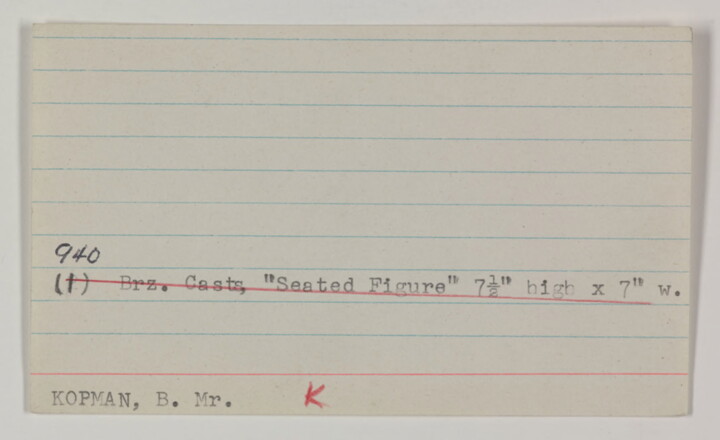 940
(1) Brz. Casts, "Seated Figure" 7½" high x 7" w.
KOPMAN, B. Mr. K